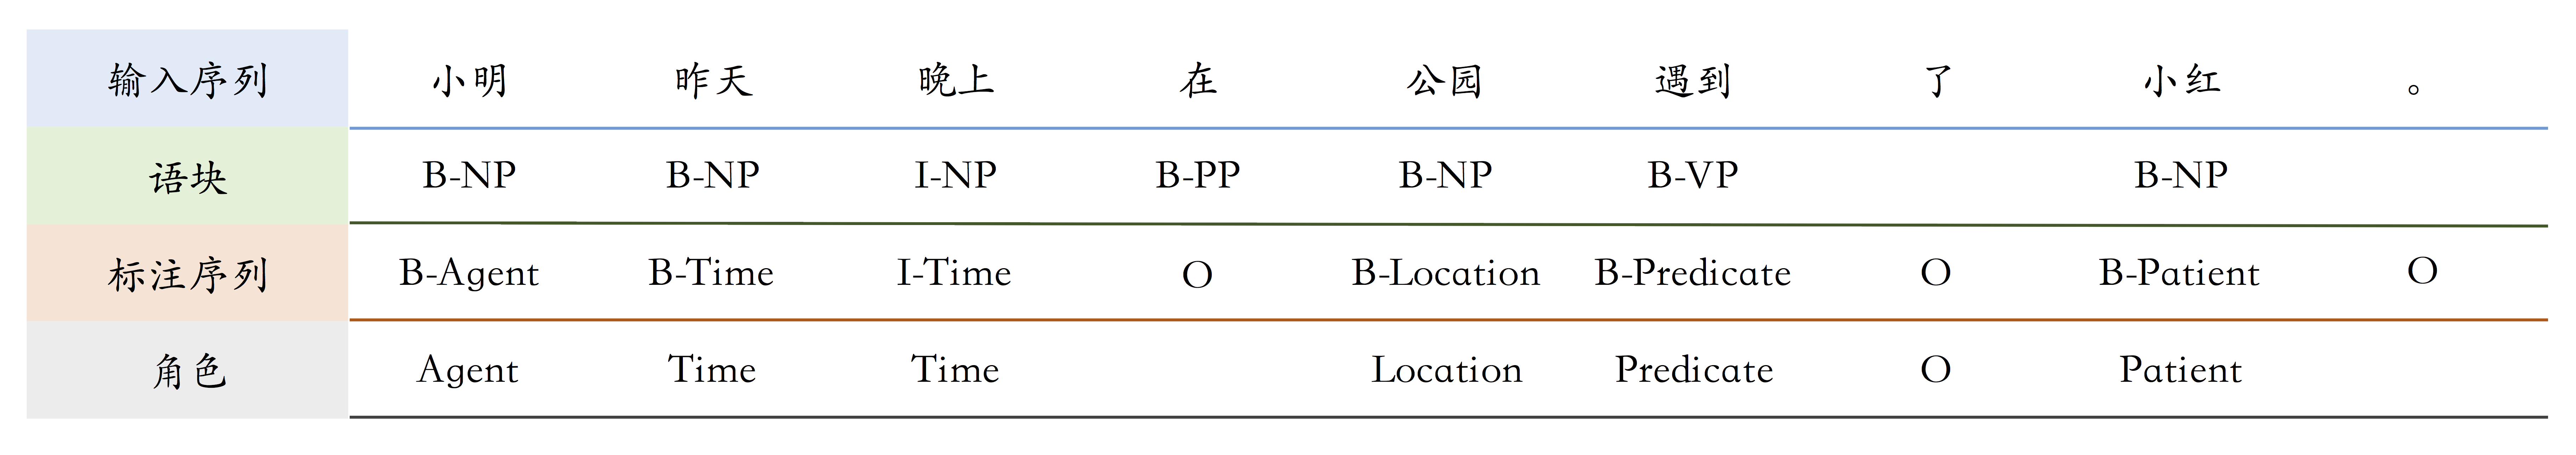 输入序列 小明 昨天 晚上 在 公园 遇到 了 小红 。
语块 B-NP B-NP I-NP B-PP B-NP B-VP B-NP
标注序列 B-Agent B-Time I-Time O B-Location B-Predicate O B-Patient O
角色 Agent Time Time Location Predicate O Patient